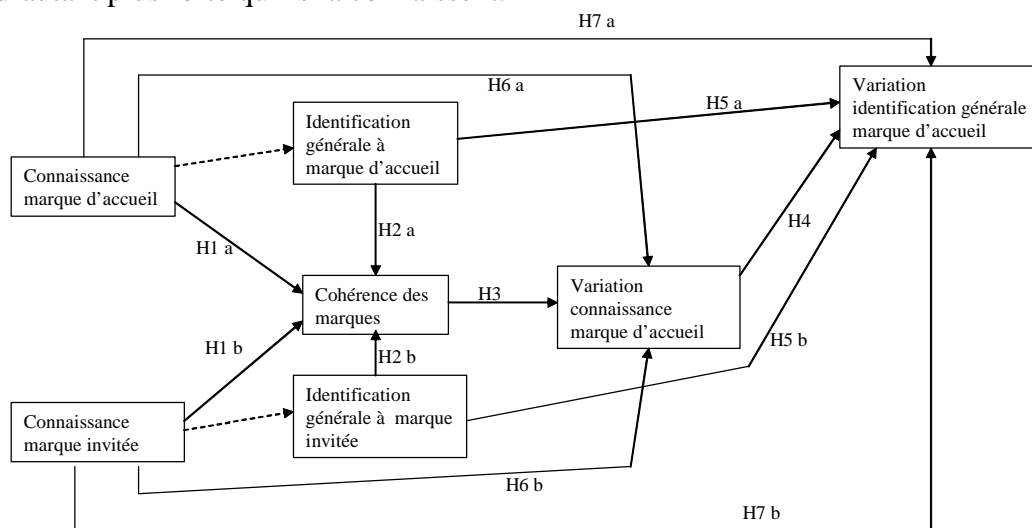 H7 a
H6 a
Variation
identification générale
marque d'accueil
H5 a
Identification
générale à
marque d'accueil
Connaissance
marque d'accueil
H2 a
H4
H1 a
Cohérence des
marques
H3
Variation
connaissance
marque d'accueil
H1 b
H2 b
H5 b
Identification
générale à marque
invitée
Connaissance
marque invitée
H6 b
H7 b